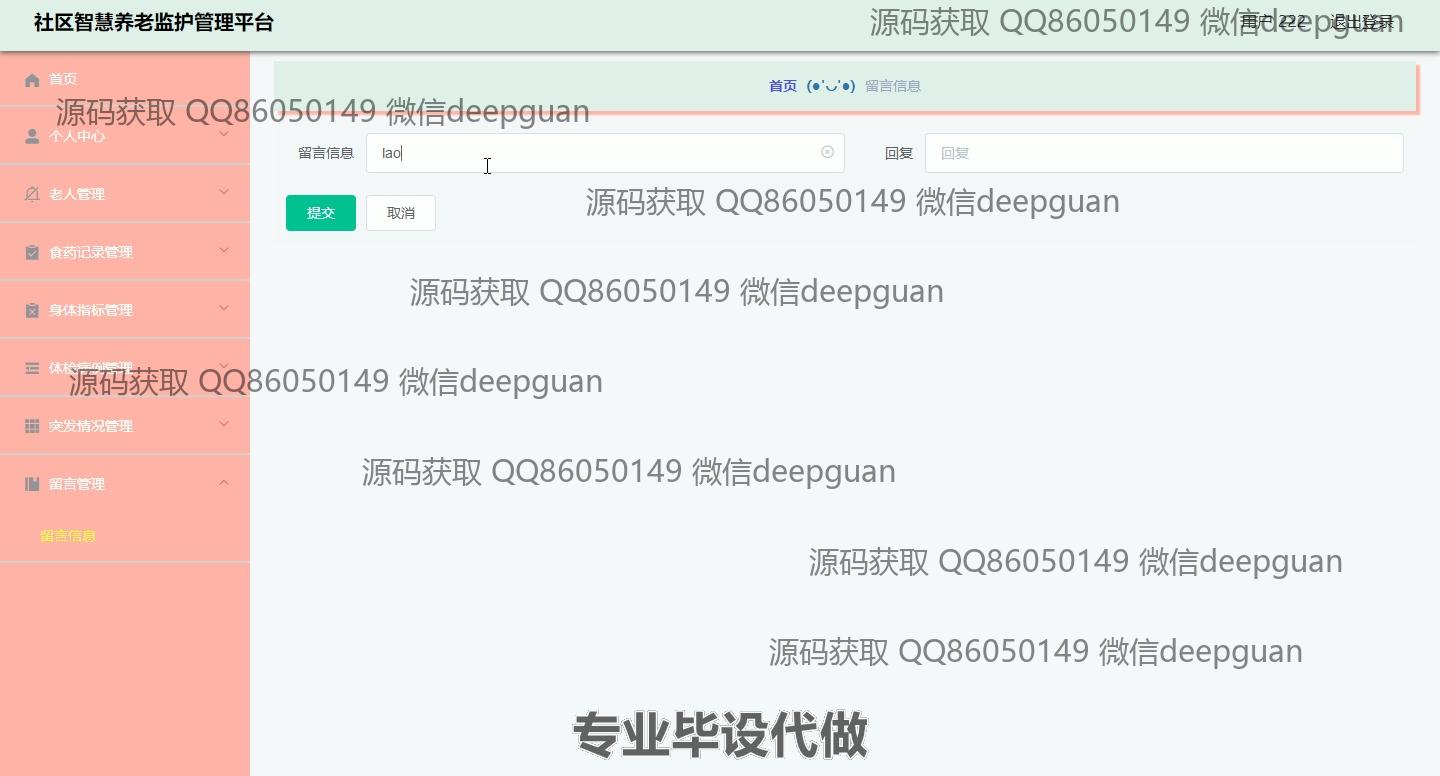 社区智慧养老监护管理平台
用户 222 退出登录
源码获取 QQ86050149 微信deepguan
首页
首页 (●'◡'●) 留言信息
源码获取 QQ86050149 微信deepguan
个人中心
留言信息 lao 回复 回复
老人管理
源码获取 QQ86050149 微信deepguan
提交 取消
食药记录管理
源码获取 QQ86050149 微信deepguan
身体指标管理
体检病例管理
源码获取 QQ86050149 微信deepguan
突发情况管理
源码获取 QQ86050149 微信deepguan
留言管理
留言信息
源码获取 QQ86050149 微信deepguan
源码获取 QQ86050149 微信deepguan
专业毕设代做